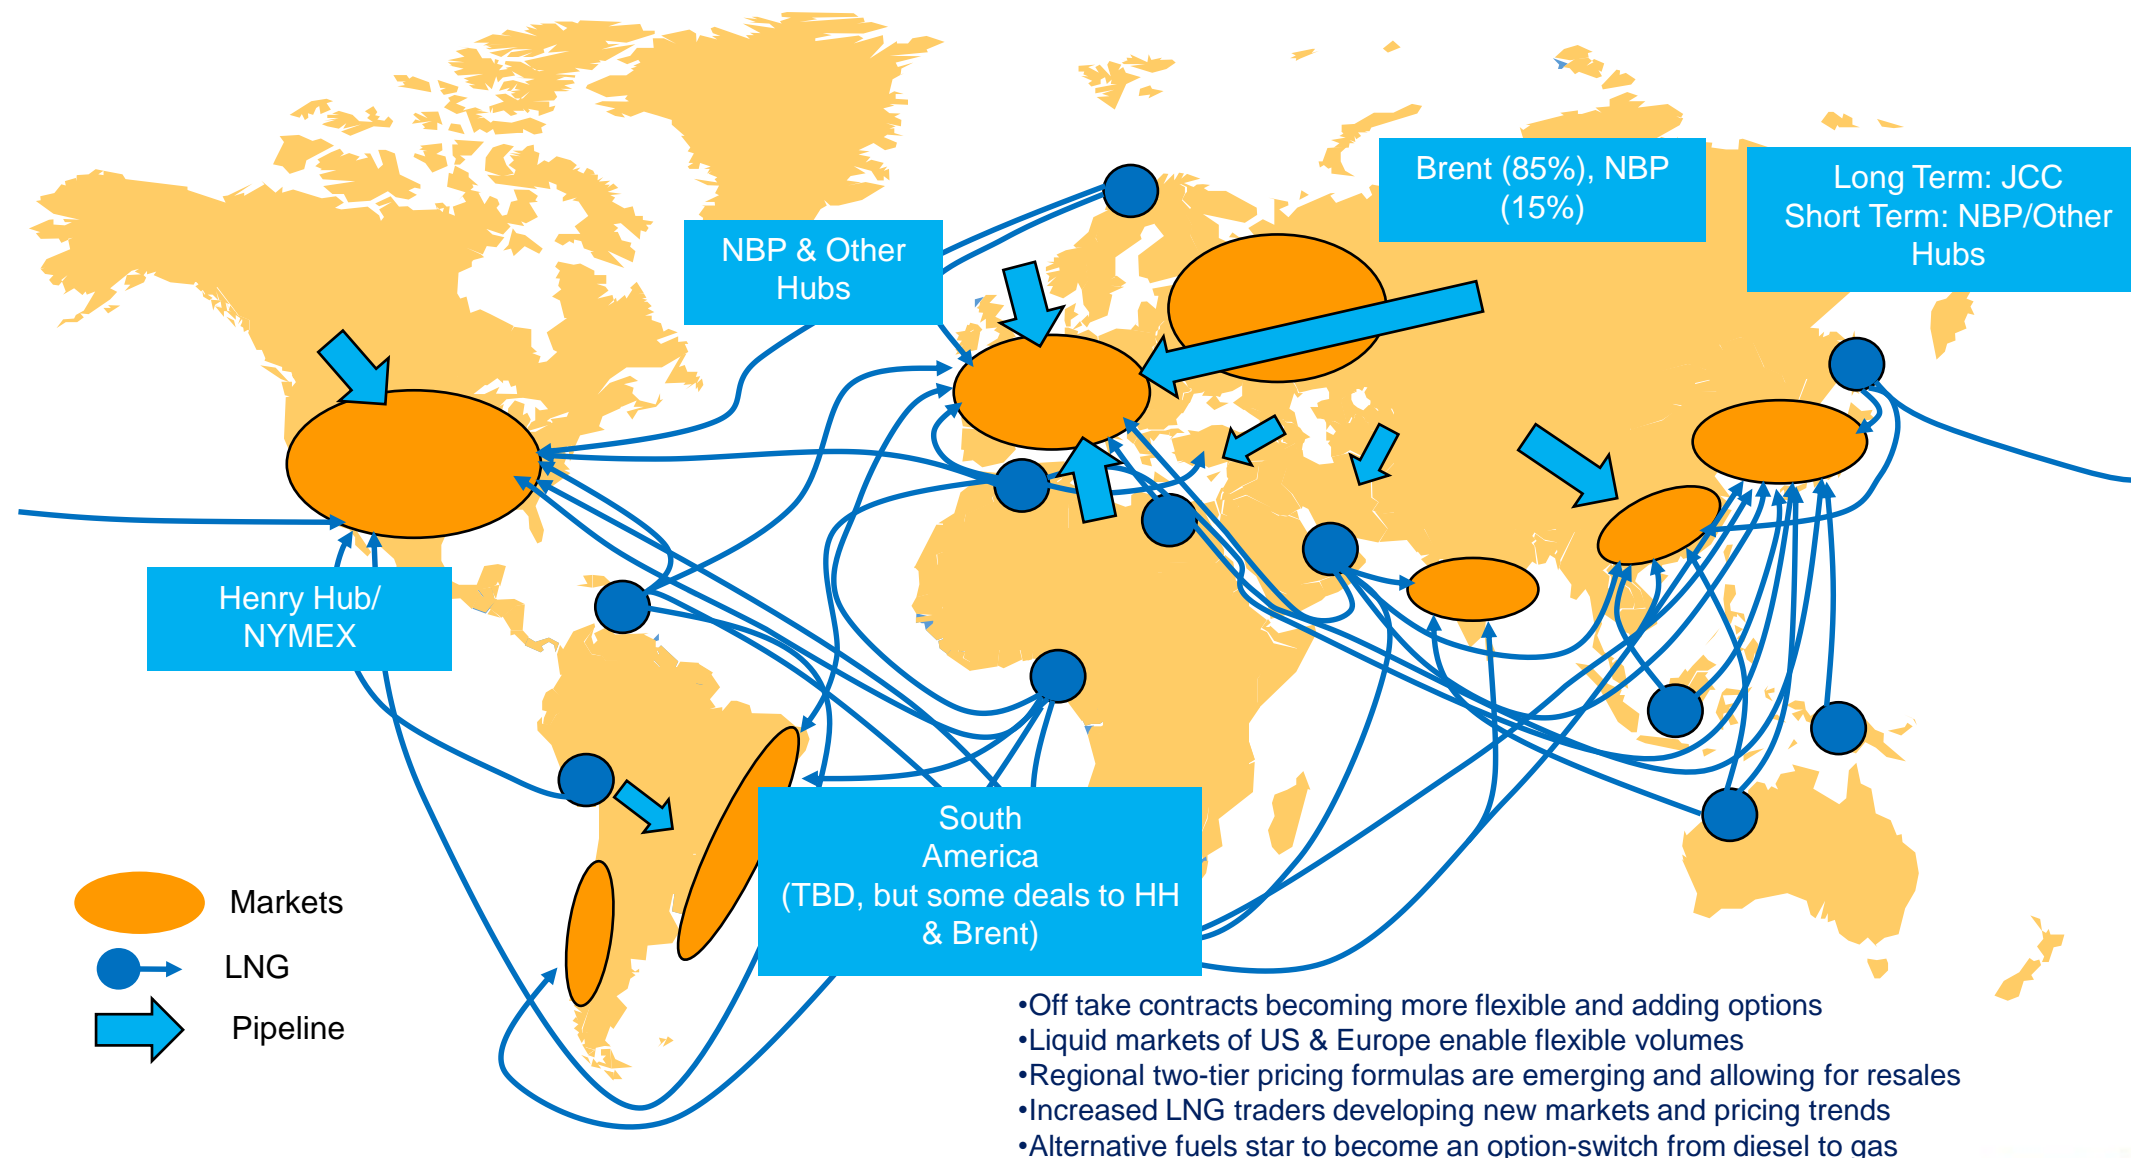 Brent (85%), NBP
(15%)
Long Term: JCC
Short Term: NBP/Other
Hubs
NBP & Other
Hubs
Henry Hub/
NYMEX
South
America
(TBD, but some deals to HH
& Brent)
Markets
LNG
Pipeline
•Off take contracts becoming more flexible and adding options
•Liquid markets of US & Europe enable flexible volumes
•Regional two-tier pricing formulas are emerging and allowing for resales
•Increased LNG traders developing new markets and pricing trends
•Alternative fuels star to become an option-switch from diesel to gas